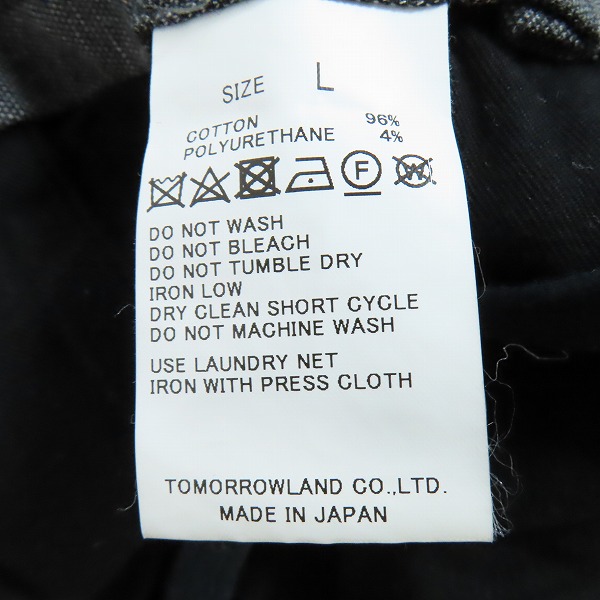 SIZE L
COTTON 96%
POLYURETHANE 4%
F W
DO NOT WASH
DO NOT BLEACH
DO NOT TUMBLE DRY
IRON LOW
DRY CLEAN SHORT CYCLE
DO NOT MACHINE WASH
USE LAUNDRY NET
IRON WITH PRESS CLOTH
TOMORROWLAND CO.,LTD.
MADE IN JAPAN